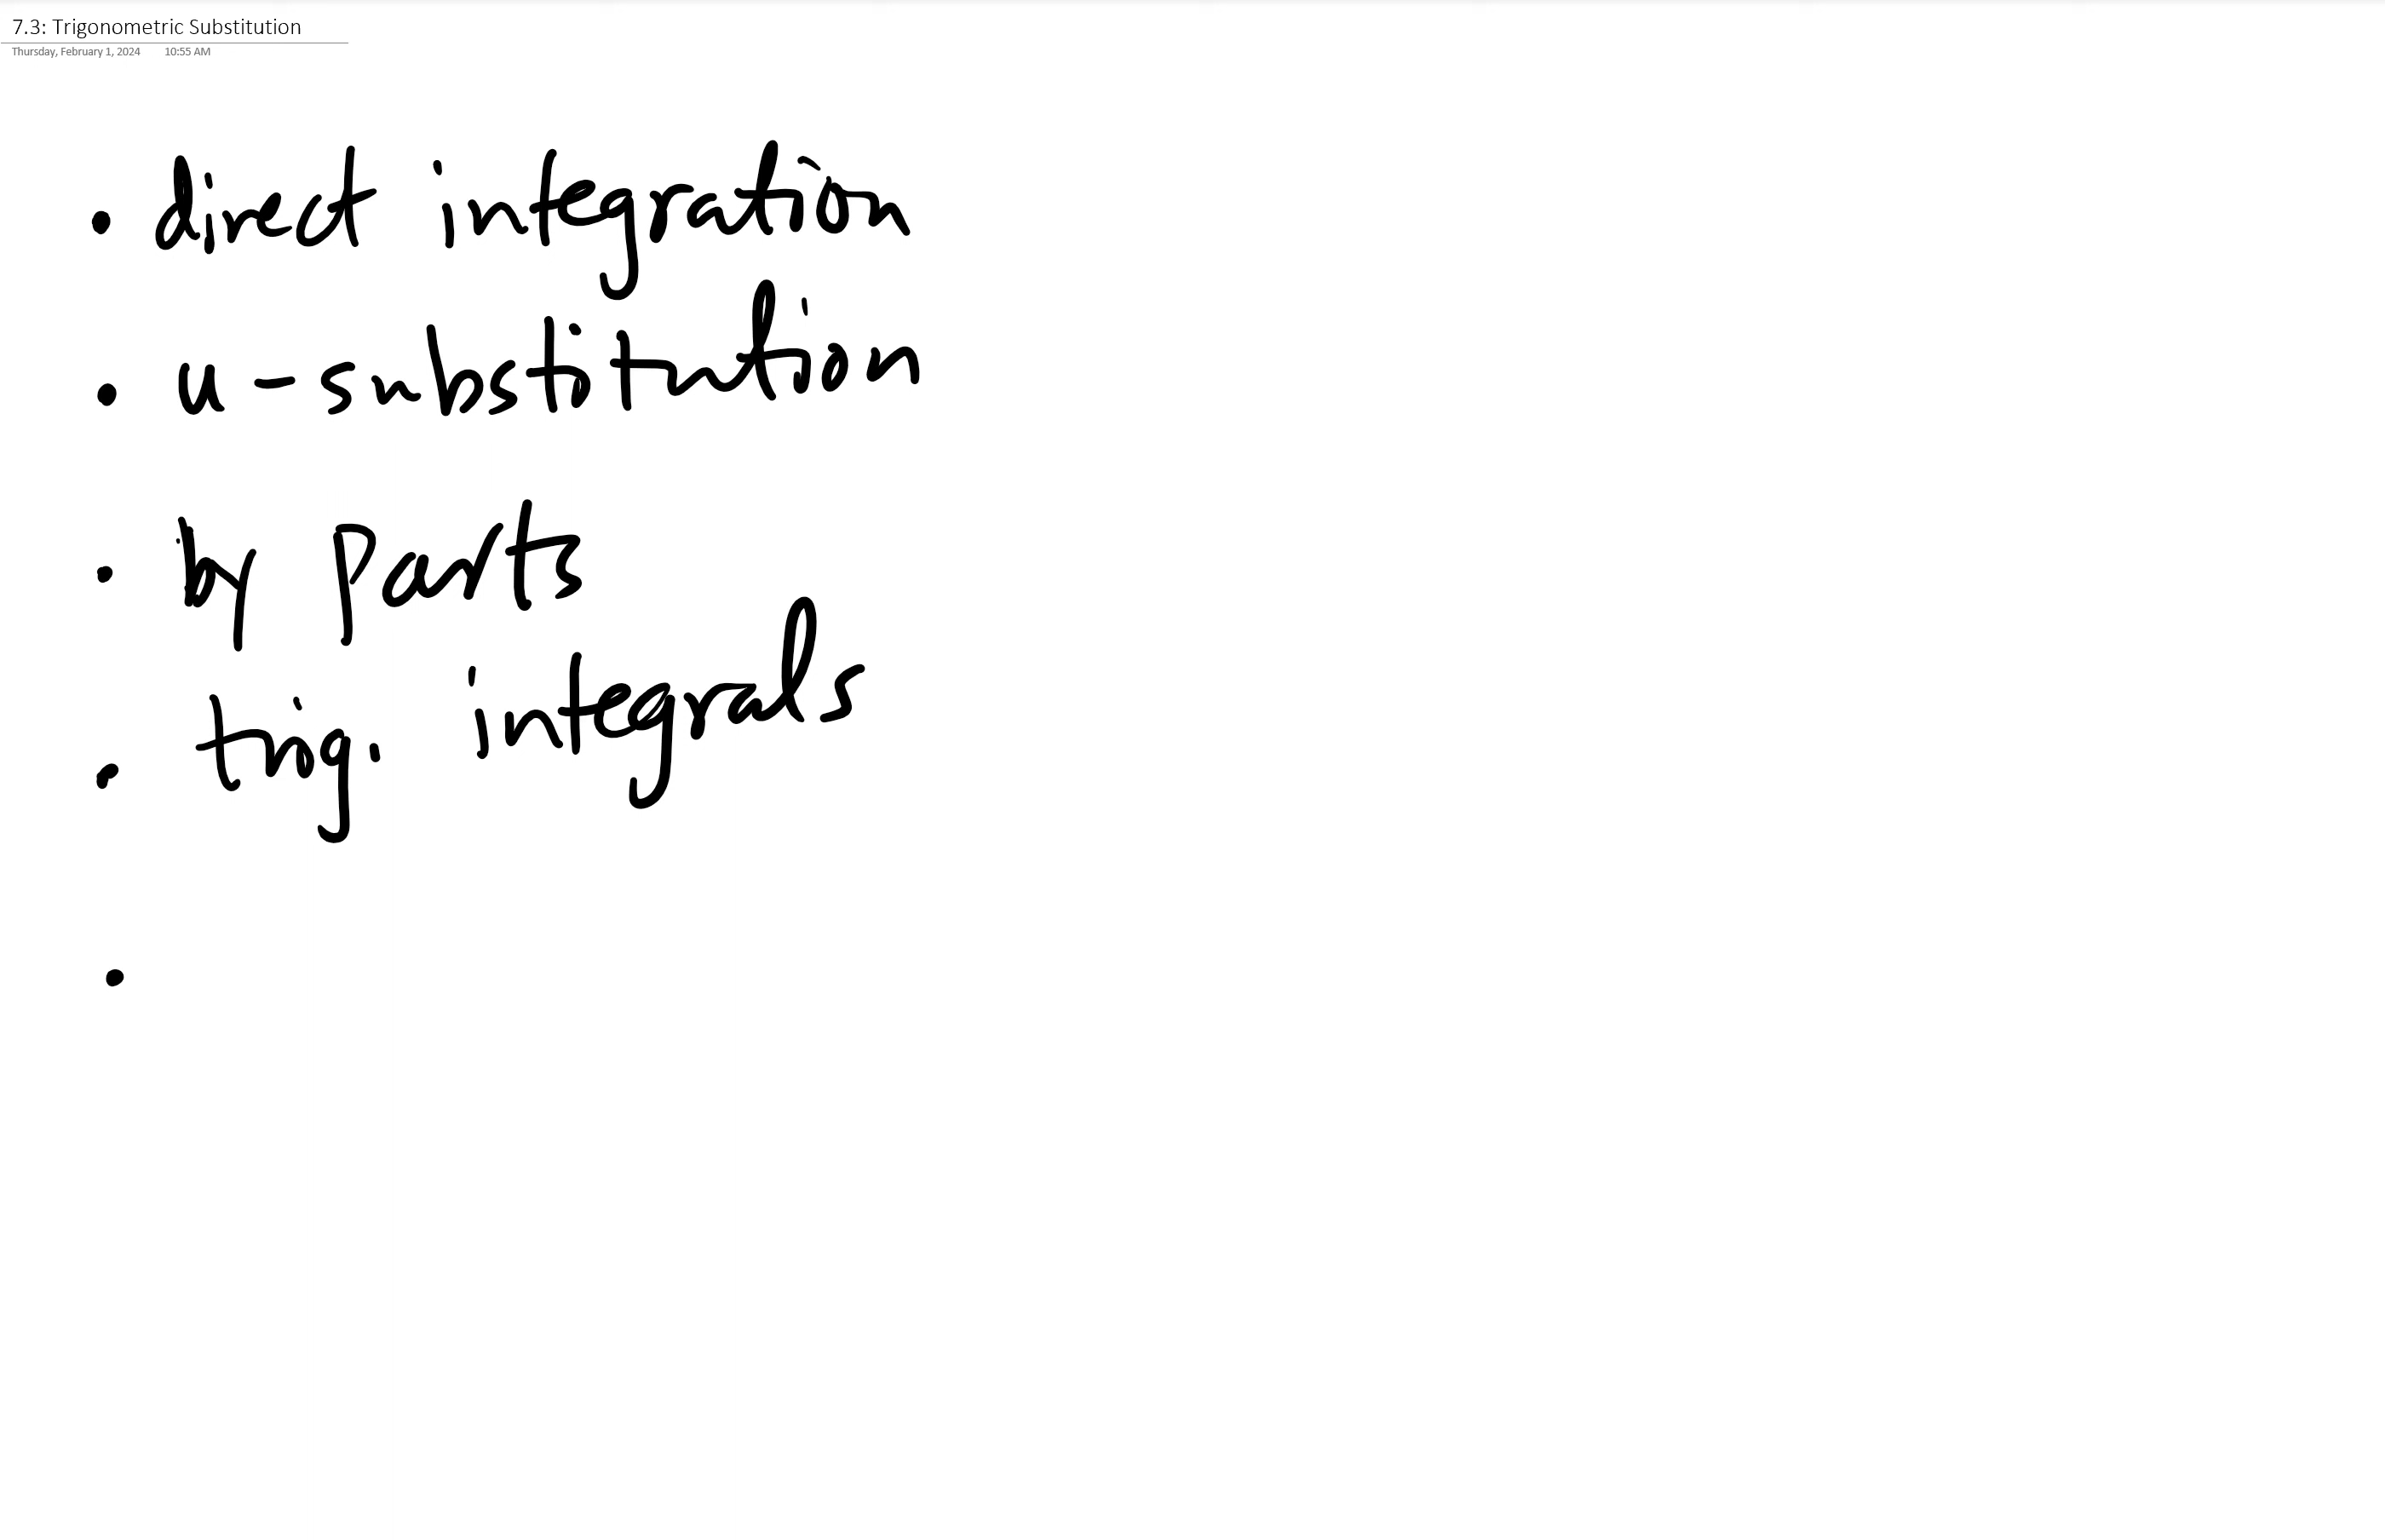 7.3: Trigonometric Substitution
Thursday, February 1, 2024 10:55 AM
• direct integration
• u-substitution
• by parts
• trig. integrals
•